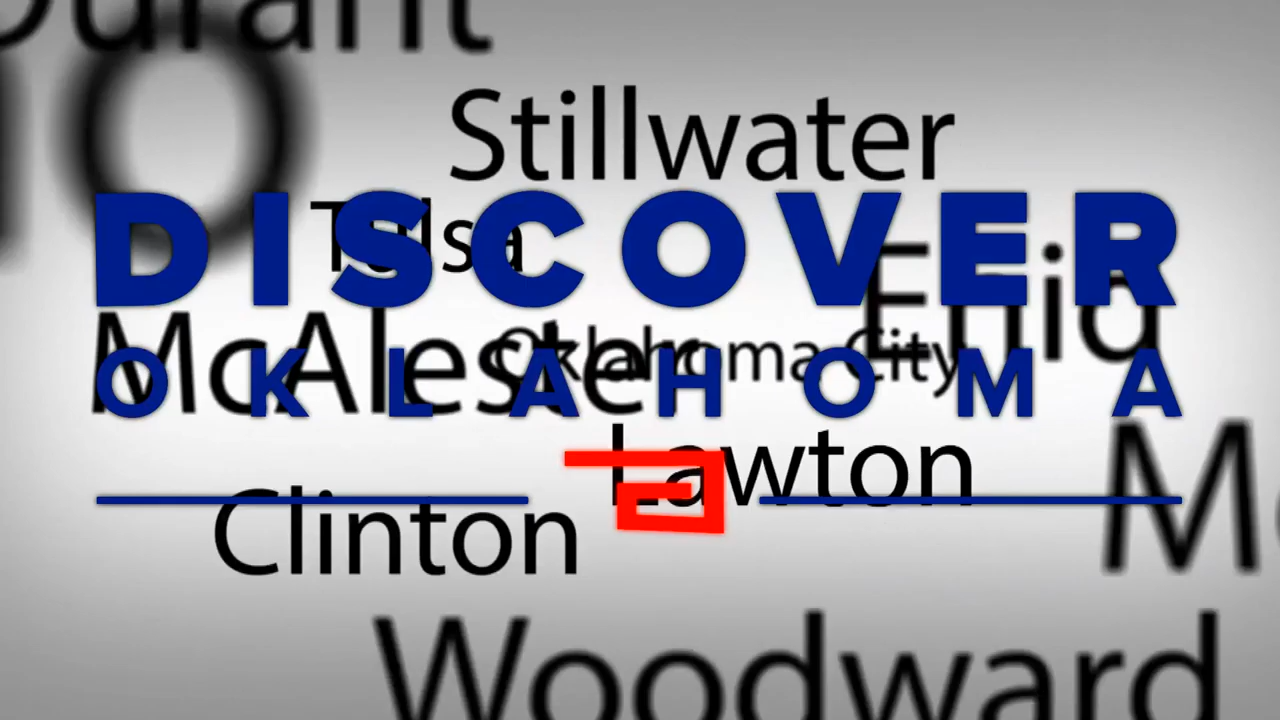 Durant
Stillwater
DISCOVER
Tulsa
Enid
McAlester
Oklahoma City
OKLAHOMA
Lawton
Clinton
Woodward